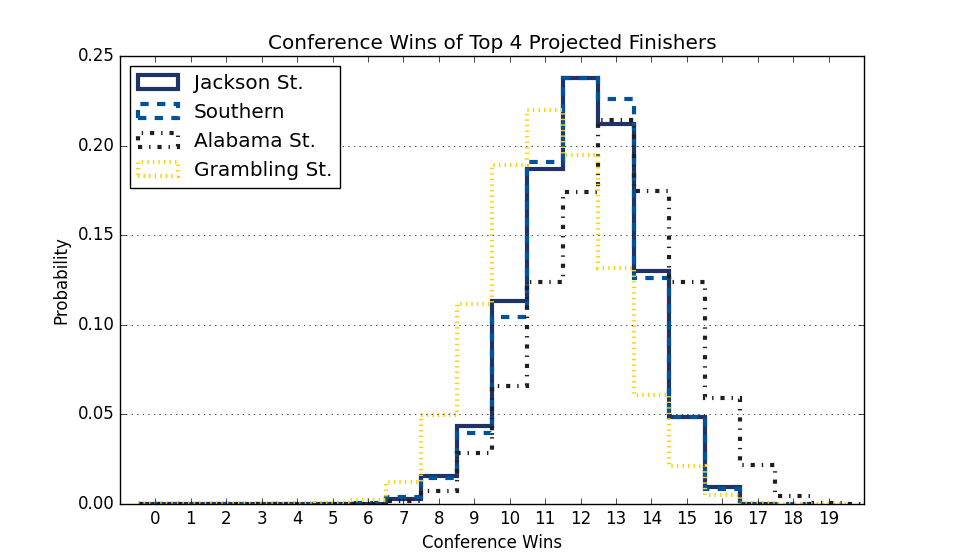 Conference Wins of Top 4 Projected Finishers
Jackson St.
Southern
Alabama St.
Grambling St.
Probability
0.25
0.20
0.15
0.10
0.05
0.00
0 1 2 3 4 5 6 7 8 9 10 11 12 13 14 15 16 17 18 19
Conference Wins